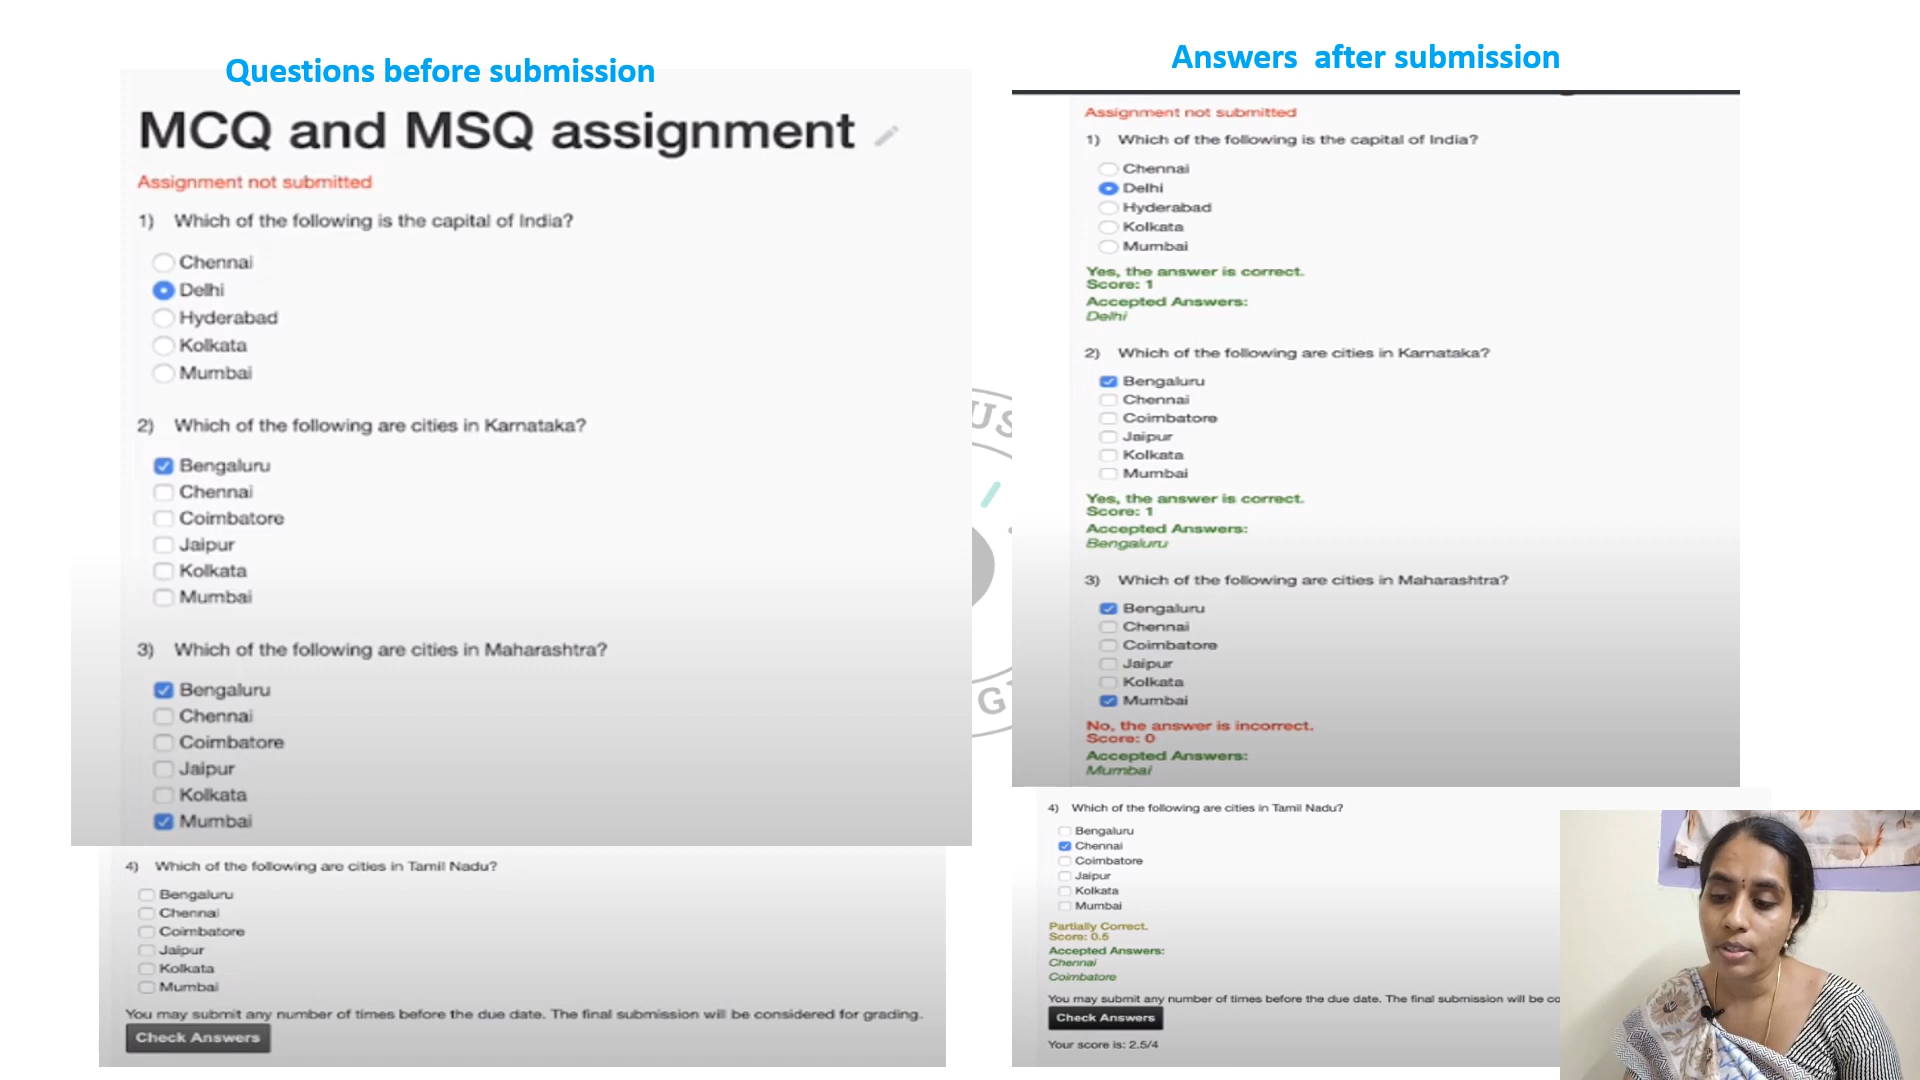 Questions before submission
MCQ and MSQ assignment
Assignment not submitted
1) Which of the following is the capital of India?
Chennai
Delhi
Hyderabad
Kolkata
Mumbai
2) Which of the following are cities in Karnataka?
Bengaluru
Chennai
Coimbatore
Jaipur
Kolkata
Mumbai
3) Which of the following are cities in Maharashtra?
Bengaluru
Chennai
Coimbatore
Jaipur
Kolkata
Mumbai
4) Which of the following are cities in Tamil Nadu?
Bengaluru
Chennai
Coimbatore
Jaipur
Kolkata
Mumbai
You may submit any number of times before the due date. The final submission will be considered for grading.
Check Answers
Answers after submission
Assignment not submitted
1) Which of the following is the capital of India?
Chennai
Delhi
Hyderabad
Kolkata
Mumbai
Yes, the answer is correct.
Score: 1
Accepted Answers:
Delhi
2) Which of the following are cities in Karnataka?
Bengaluru
Chennai
Coimbatore
Jaipur
Kolkata
Mumbai
Yes, the answer is correct.
Score: 1
Accepted Answers:
Bengaluru
3) Which of the following are cities in Maharashtra?
Bengaluru
Chennai
Coimbatore
Jaipur
Kolkata
Mumbai
No, the answer is incorrect.
Score: 0
Accepted Answers:
Mumbai
4) Which of the following are cities in Tamil Nadu?
Bengaluru
Chennai
Coimbatore
Jaipur
Kolkata
Mumbai
Partially Correct.
Score: 0.5
Accepted Answers:
Chennai
Coimbatore
You may submit any number of times before the due date. The final submission will be co
Check Answers
Your score is: 2.5/4